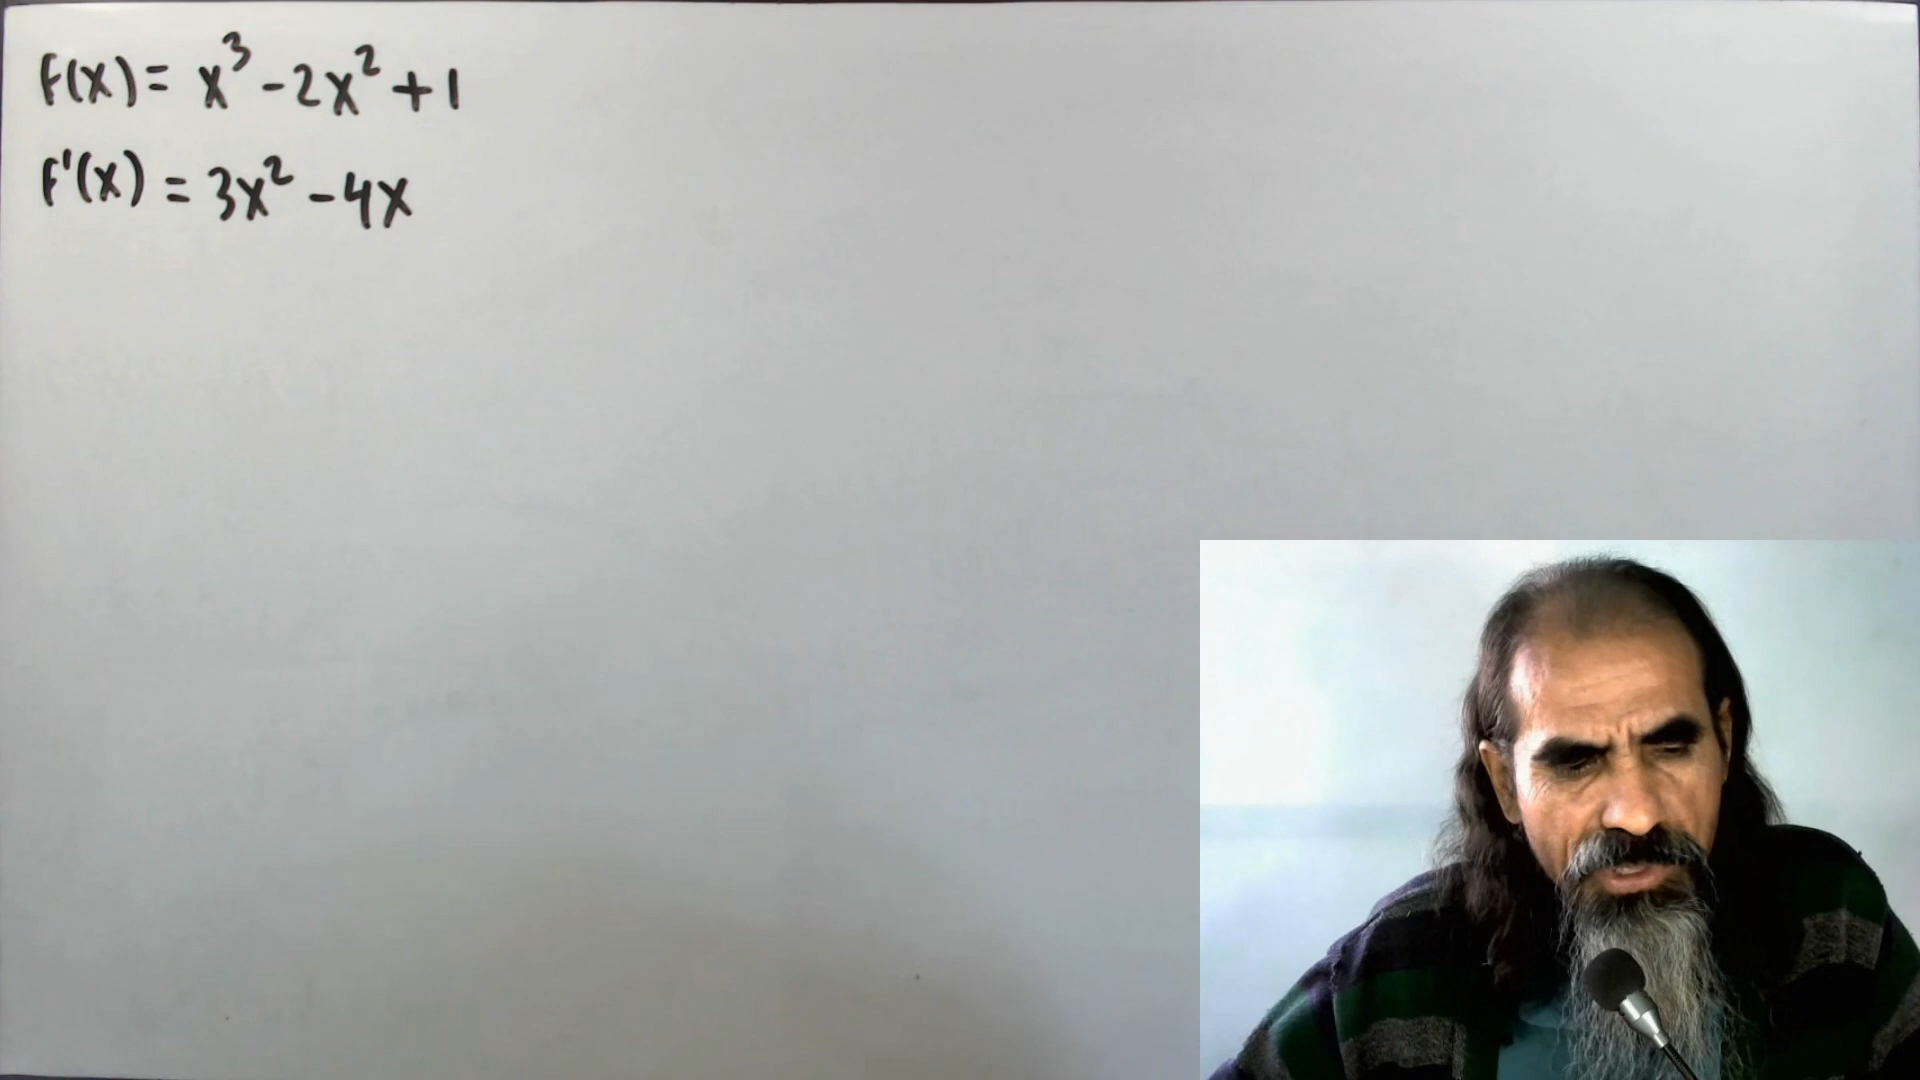 F(x) = x³ - 2x² + 1
F'(x) = 3x² - 4x